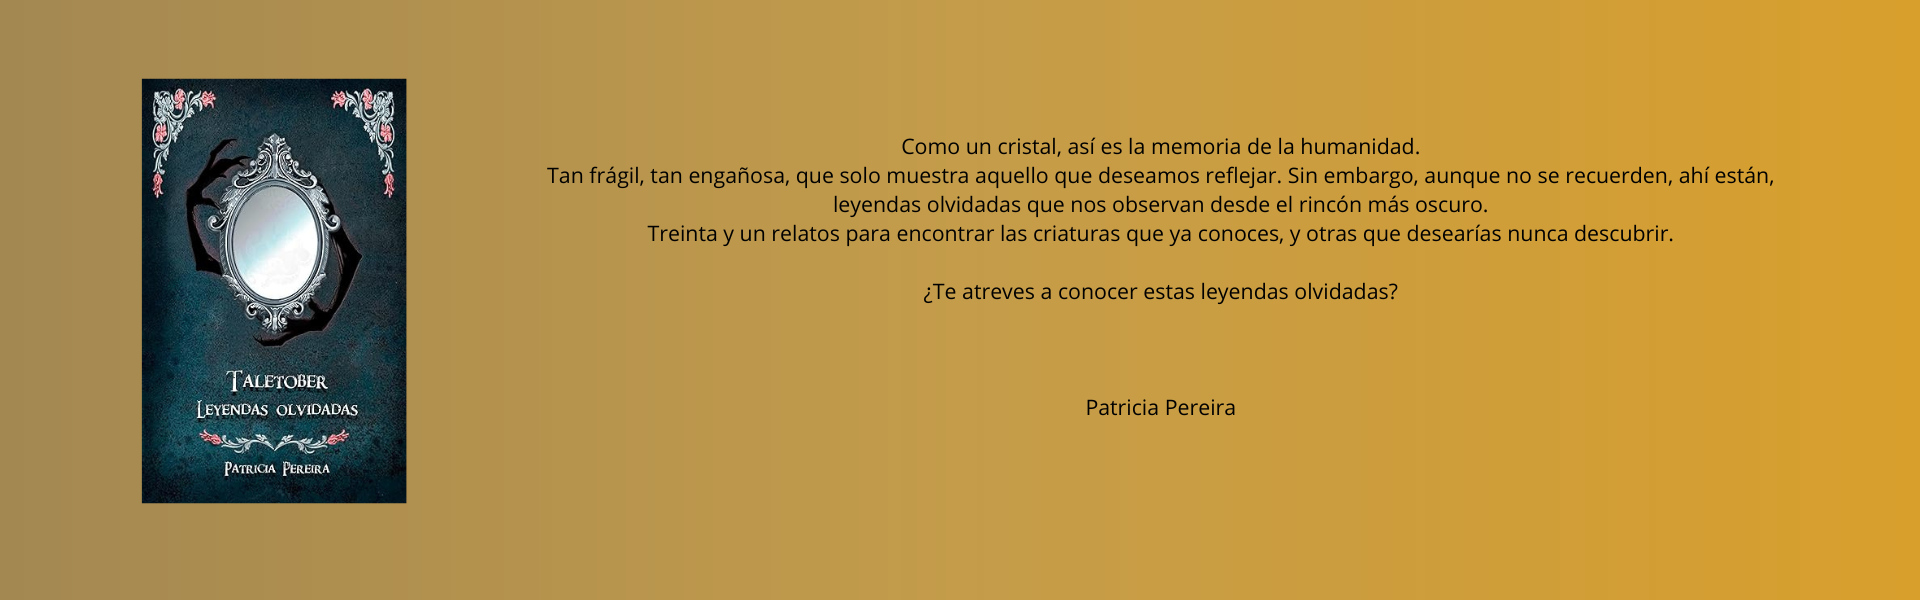 Taletober
Leyendas olvidadas
Patricia Pereira
Como un cristal, así es la memoria de la humanidad.
Tan frágil, tan engañosa, que solo muestra aquello que deseamos reflejar. Sin embargo, aunque no se recuerden, ahí están,
leyendas olvidadas que nos observan desde el rincón más oscuro.
Treinta y un relatos para encontrar las criaturas que ya conoces, y otras que desearías nunca descubrir.
¿Te atreves a conocer estas leyendas olvidadas?
Patricia Pereira